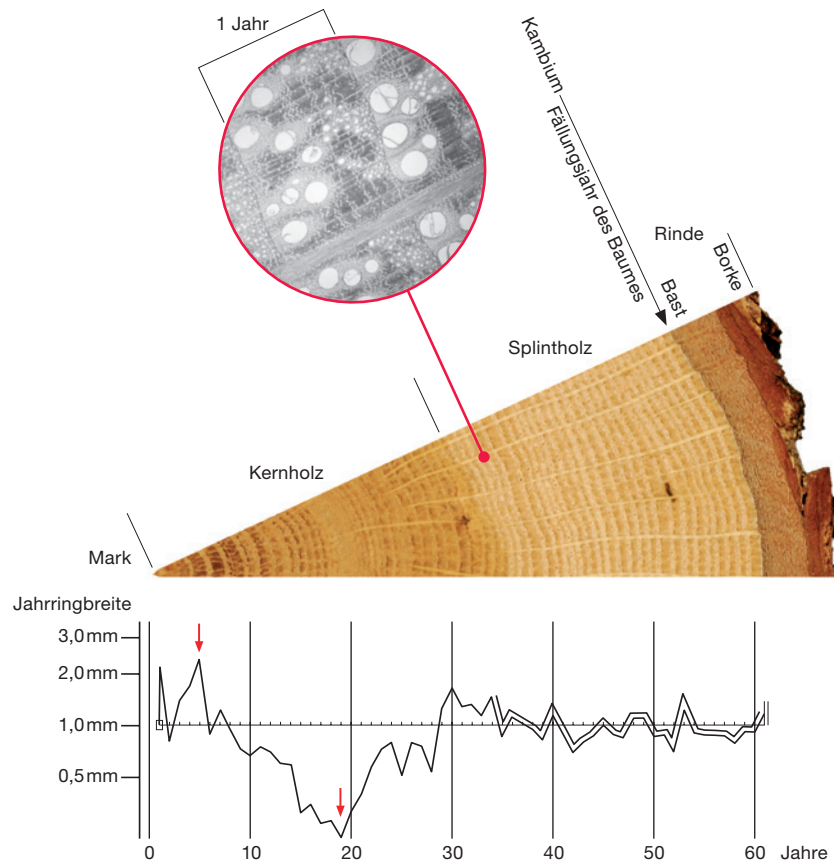 1 Jahr
Kambium
Fällungsjahr des Baumes
Rinde
Bast
Borke
Splintholz
Kernholz
Mark
Jahrringbreite
3,0 mm
2,0 mm
1,0 mm
0,5 mm
0 10 20 30 40 50 60 Jahre